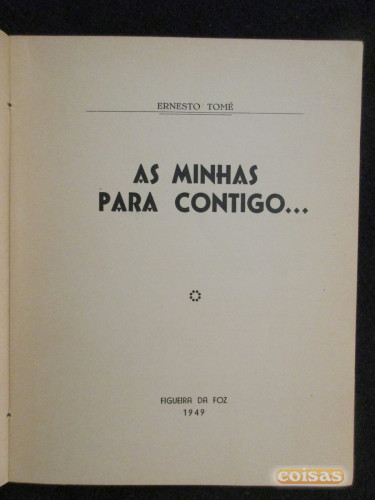 ERNESTO TOMÉ
AS MINHAS
PARA CONTIGO...
FIGUEIRA DA FOZ
1949
coisas